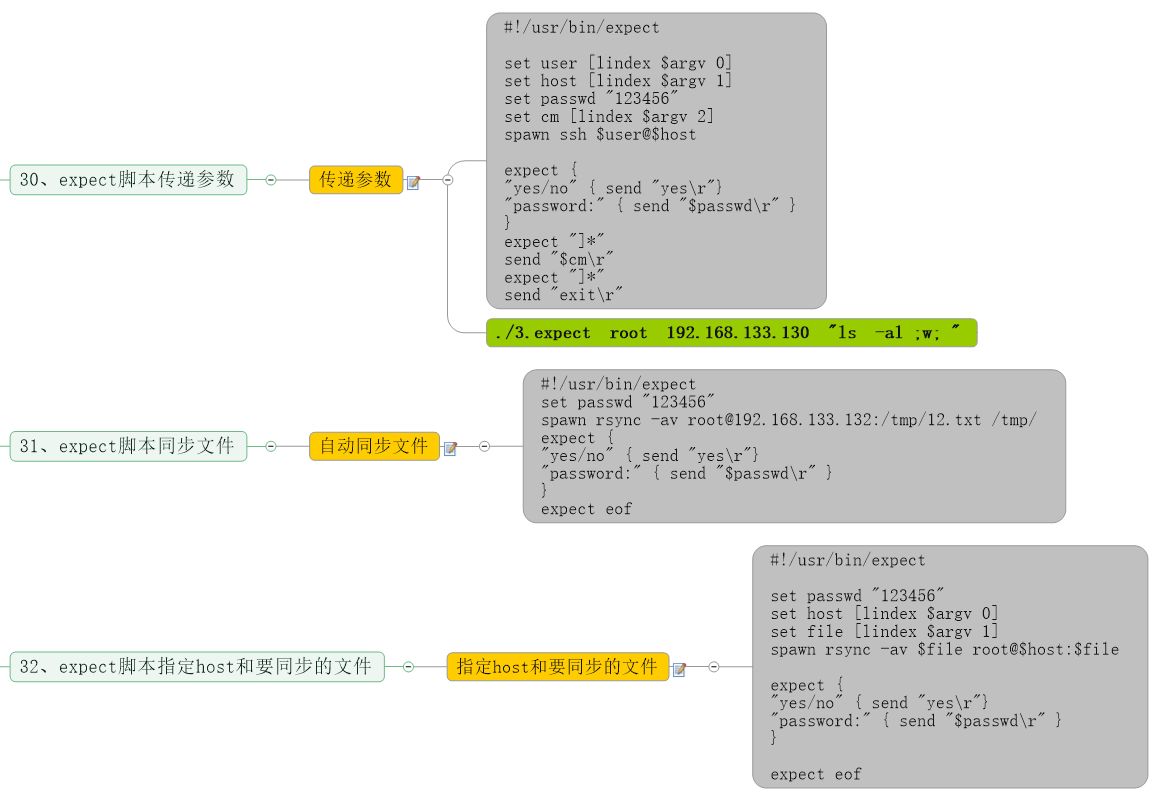 30、expect脚本传递参数
传递参数
#!/usr/bin/expect
set user [lindex $argv 0]
set host [lindex $argv 1]
set passwd "123456"
set cm [lindex $argv 2]
spawn ssh $user@$host
expect {
"yes/no" { send "yes\r"}
"password:" { send "$passwd\r" }
}
expect "]*"
send "$cm\r"
expect "]*"
send "exit\r"
./3.expect root 192.168.133.130 "ls -al ;w; "
31、expect脚本同步文件
自动同步文件
#!/usr/bin/expect
set passwd "123456"
spawn rsync -av root@192.168.133.132:/tmp/12.txt /tmp/
expect {
"yes/no" { send "yes\r"}
"password:" { send "$passwd\r" }
}
expect eof
32、expect脚本指定host和要同步的文件
指定host和要同步的文件
#!/usr/bin/expect
set passwd "123456"
set host [lindex $argv 0]
set file [lindex $argv 1]
spawn rsync -av $file root@$host:$file
expect {
"yes/no" { send "yes\r"}
"password:" { send "$passwd\r" }
}
expect eof